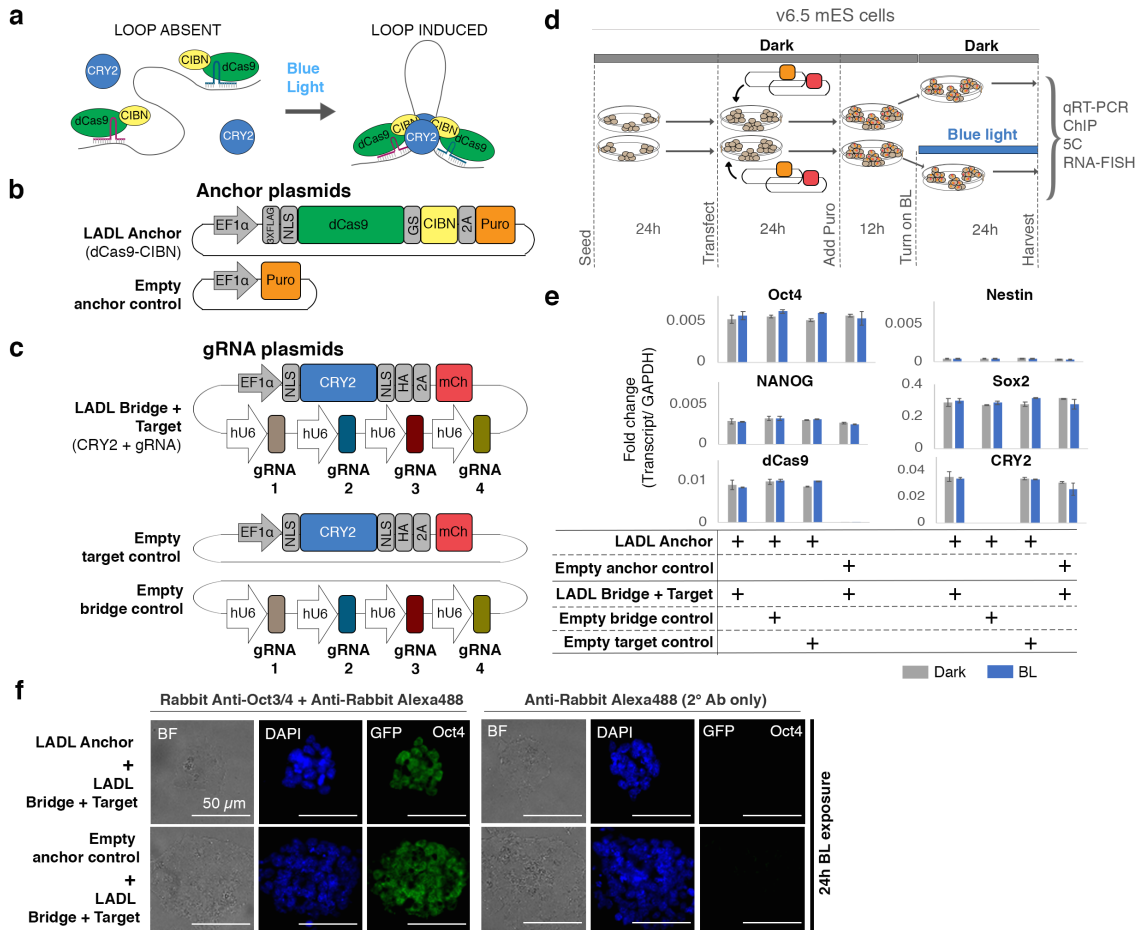 a
LOOP ABSENT
LOOP INDUCED
CRY2
CIBN
dCas9
Blue
Light
dCas9
CIBN
CRY2
dCas9
CIBN
CIBN
CRY2
dCas9
b
Anchor plasmids
LADL Anchor
(dCas9-CIBN)
EF1α
3XFLAG
NLS
dCas9
GS
CIBN
2A
Puro
Empty
anchor control
EF1α
Puro
c
gRNA plasmids
LADL Bridge +
Target
(CRY2 + gRNA)
EF1α
NLS
CRY2
NLS
HA
2A
mCh
hU6
hU6
hU6
hU6
gRNA
1
gRNA
2
gRNA
3
gRNA
4
Empty
target control
EF1α
NLS
CRY2
NLS
HA
2A
mCh
Empty
bridge control
hU6
hU6
hU6
hU6
gRNA
1
gRNA
2
gRNA
3
gRNA
4
d
v6.5 mES cells
Dark
Dark
Blue light
qRT-PCR
ChIP
5C
RNA-FISH
Seed
24h
Transfect
24h
Add Puro
12h
Turn on BL
24h
Harvest
e
Fold change
(Transcript/ GAPDH)
Oct4
0.005
0
Nestin
0.005
0
NANOG
0.005
0
Sox2
0.4
0.2
0
dCas9
0.01
0
CRY2
0.04
0.02
0
LADL Anchor + + + + + +
Empty anchor control + +
LADL Bridge + Target + + + +
Empty bridge control + +
Empty target control + +
Dark
BL
f
Rabbit Anti-Oct3/4 + Anti-Rabbit Alexa488
Anti-Rabbit Alexa488 (2° Ab only)
LADL Anchor
+
LADL
Bridge + Target
BF
50 µm
DAPI
GFP Oct4
BF
DAPI
GFP Oct4
Empty
anchor control
+
LADL
Bridge + Target
24h BL exposure